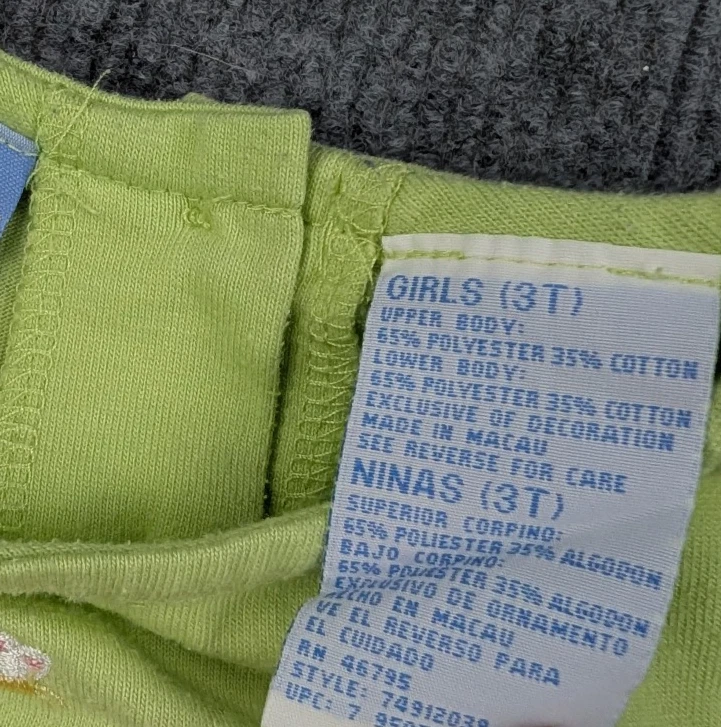 GIRLS (3T)
UPPER BODY:
65% POLYESTER 35% COTTON
LOWER BODY:
65% POLYESTER 35% COTTON
EXCLUSIVE OF DECORATION
MADE IN MACAU
SEE REVERSE FOR CARE
NINAS (3T)
SUPERIOR CORPINO:
65% POLIESTER 35% ALGODON
BAJO CORPINO:
65% POLIESTER 35% ALGODON
EXCLUSIVO DE ORNAMENTO
HECHO EN MACAU
VE EL REVERSO PARA
EL CUIDADO
RN 46795
STYLE: 74912039
UPC: 7